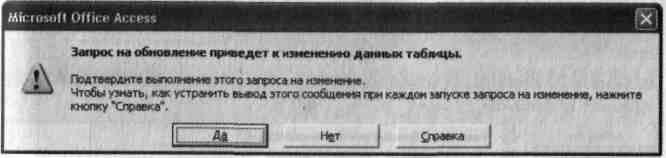 Microsoft Office Access
Запрос на обновление приведет к изменению данных таблицы.
Подтвердите выполнение этого запроса на изменение.
Чтобы узнать, как устранить вывод этого сообщения при каждом запуске запроса на изменение, нажмите
кнопку "Справка".
Да
Нет
Справка